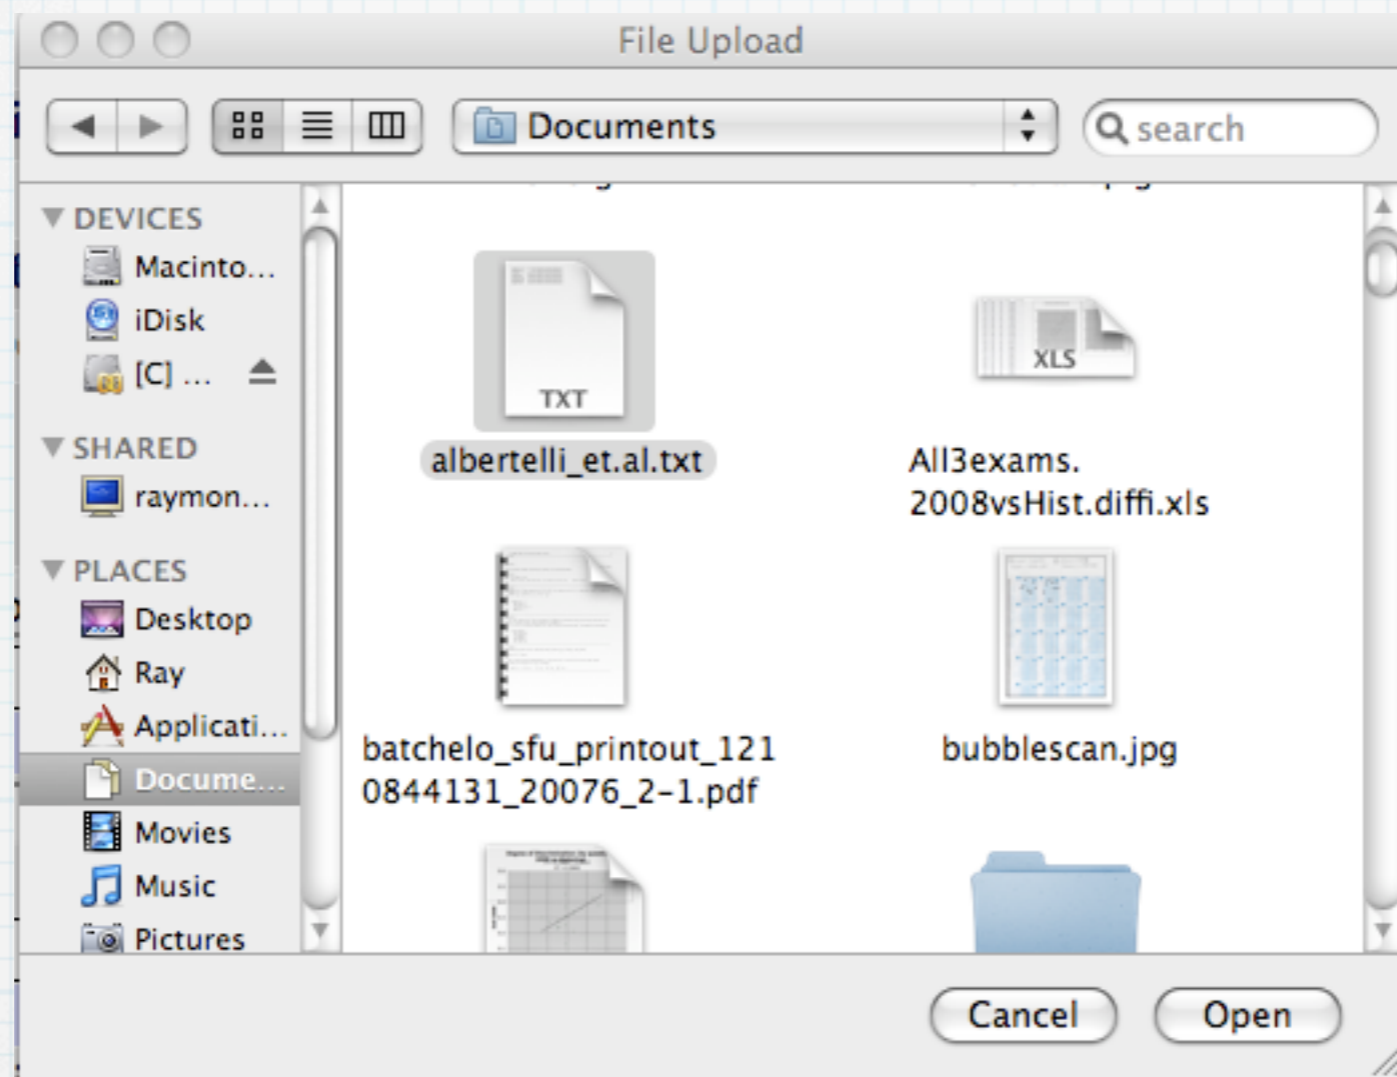 File Upload
Documents
search
DEVICES
Macinto...
iDisk
[C] ...
SHARED
raymon...
PLACES
Desktop
Ray
Applicati...
Docume...
Movies
Music
Pictures
TXT
albertelli_et.al.txt
XLS
All3exams.
2008vsHist.diffi.xls
batchelo_sfu_printout_121
0844131_20076_2-1.pdf
bubblescan.jpg
Cancel
Open